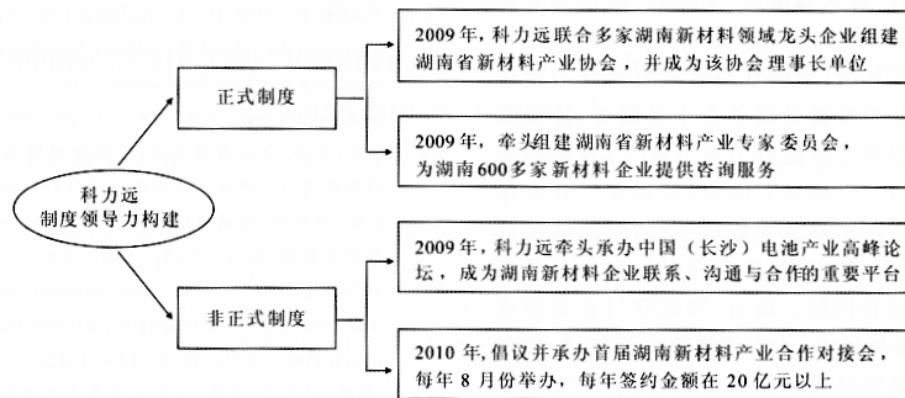 科力远
制度领导力构建
正式制度
2009年，科力远联合多家湖南新材料领域龙头企业组建
湖南省新材料产业协会，并成为该协会理事长单位
2009年，牵头组建湖南省新材料产业专家委员会，
为湖南600多家新材料企业提供咨询服务
非正式制度
2009年，科力远牵头承办中国（长沙）电池产业高峰论
坛，成为湖南新材料企业联系、沟通与合作的重要平台
2010 年,倡议并承办首届湖南新材料产业合作对接会，
每年 8 月份举办，每年签约金额在 20 亿元以上